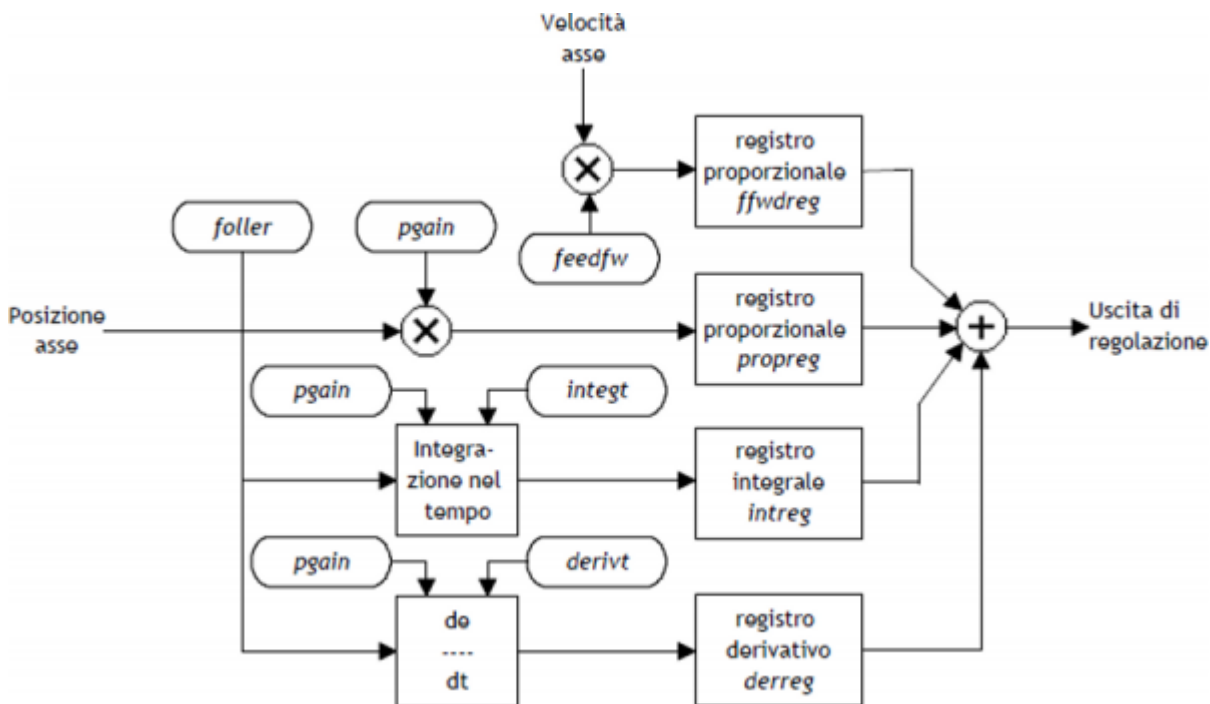 Velocità
asse
registro
proporzionale
ffwdreg
foller
pgain
feedfw
Posizione
asse
registro
proporzionale
propreg
Uscita di
regolazione
pgain
integt
Integra-
zione nel
tempo
registro
integrale
intreg
pgain
derivt
de
----
dt
registro
derivativo
derreg